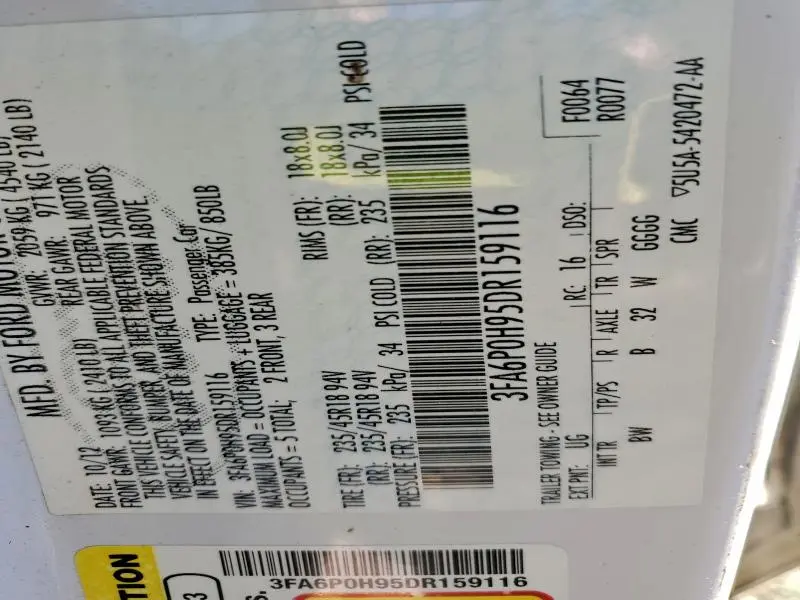 MFD. BY FORD MOTOR
DATE: 10/12 GVWR: 2059 KG ( 4540 LB)
FRONT GAWR: 1093 KG ( 2410 LB) REAR GAWR: 971 KG ( 2140 LB)
THIS VEHICLE CONFORMS TO ALL APPLICABLE FEDERAL MOTOR
VEHICLE SAFETY, BUMPER, AND THEFT PREVENTION STANDARDS
IN EFFECT ON THE DATE OF MANUFACTURE SHOWN ABOVE.
VIN: 3FA6P0H95DR159116 TYPE: Passenger Car
MAXIMUM LOAD = OCCUPANTS + LUGGAGE = 385KG/ 850LB
OCCUPANTS = 5 TOTAL; 2 FRONT, 3 REAR
TIRE (FR): 235/45R18 94V RIMS (FR): 18x8.0J
(RR): 235/45R18 94V (RR): 18x8.0J
PRESSURE (FR): 235 kPa/ 34 PSI COLD (RR): 235 kPa/ 34 PSI COLD
3FA6P0H95DR159116
TRAILER TOWING - SEE OWNER GUIDE
F0064
EXT PNT: UG RC: 16 DSO: R0077
INT TR TP/PS R AXLE TR SPR
BW B 32 W GGGG
CMC 5U5A-5420472-AA
3FA6P0H95DR159116